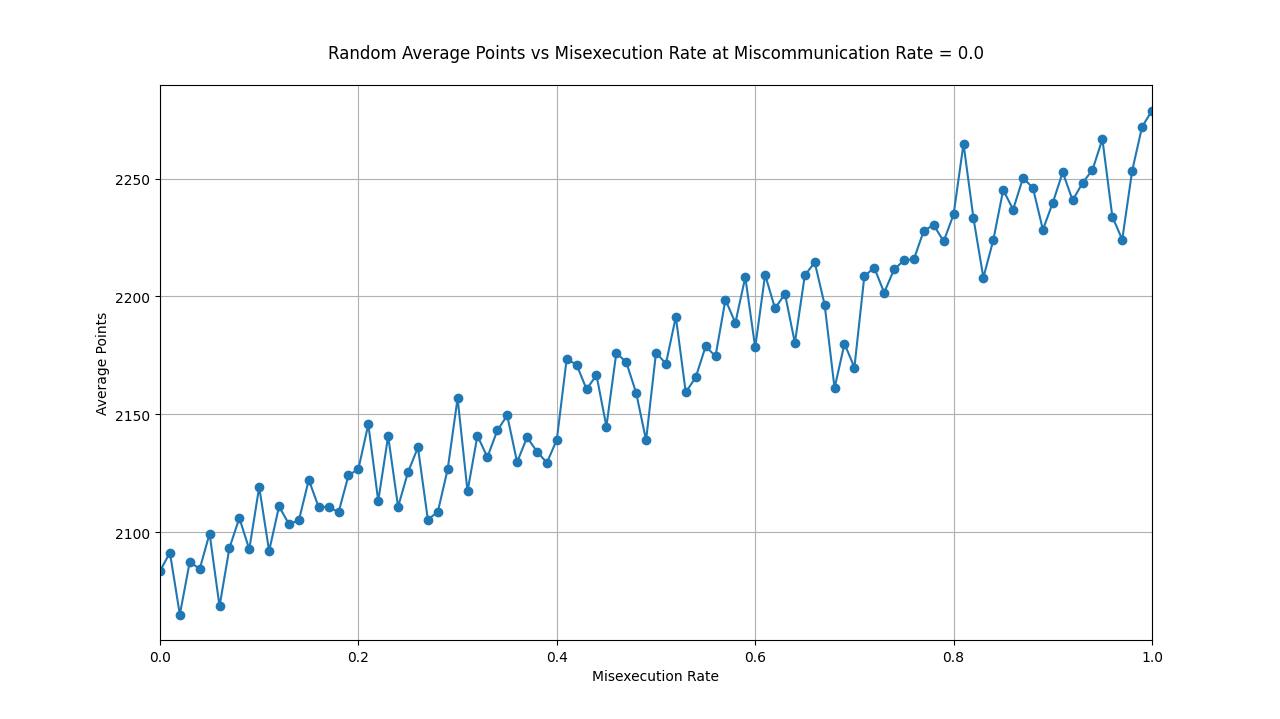 Random Average Points vs Misexecution Rate at Miscommunication Rate = 0.0
2250
2200
2150
2100
Average Points
0.0 0.2 0.4 0.6 0.8 1.0
Misexecution Rate